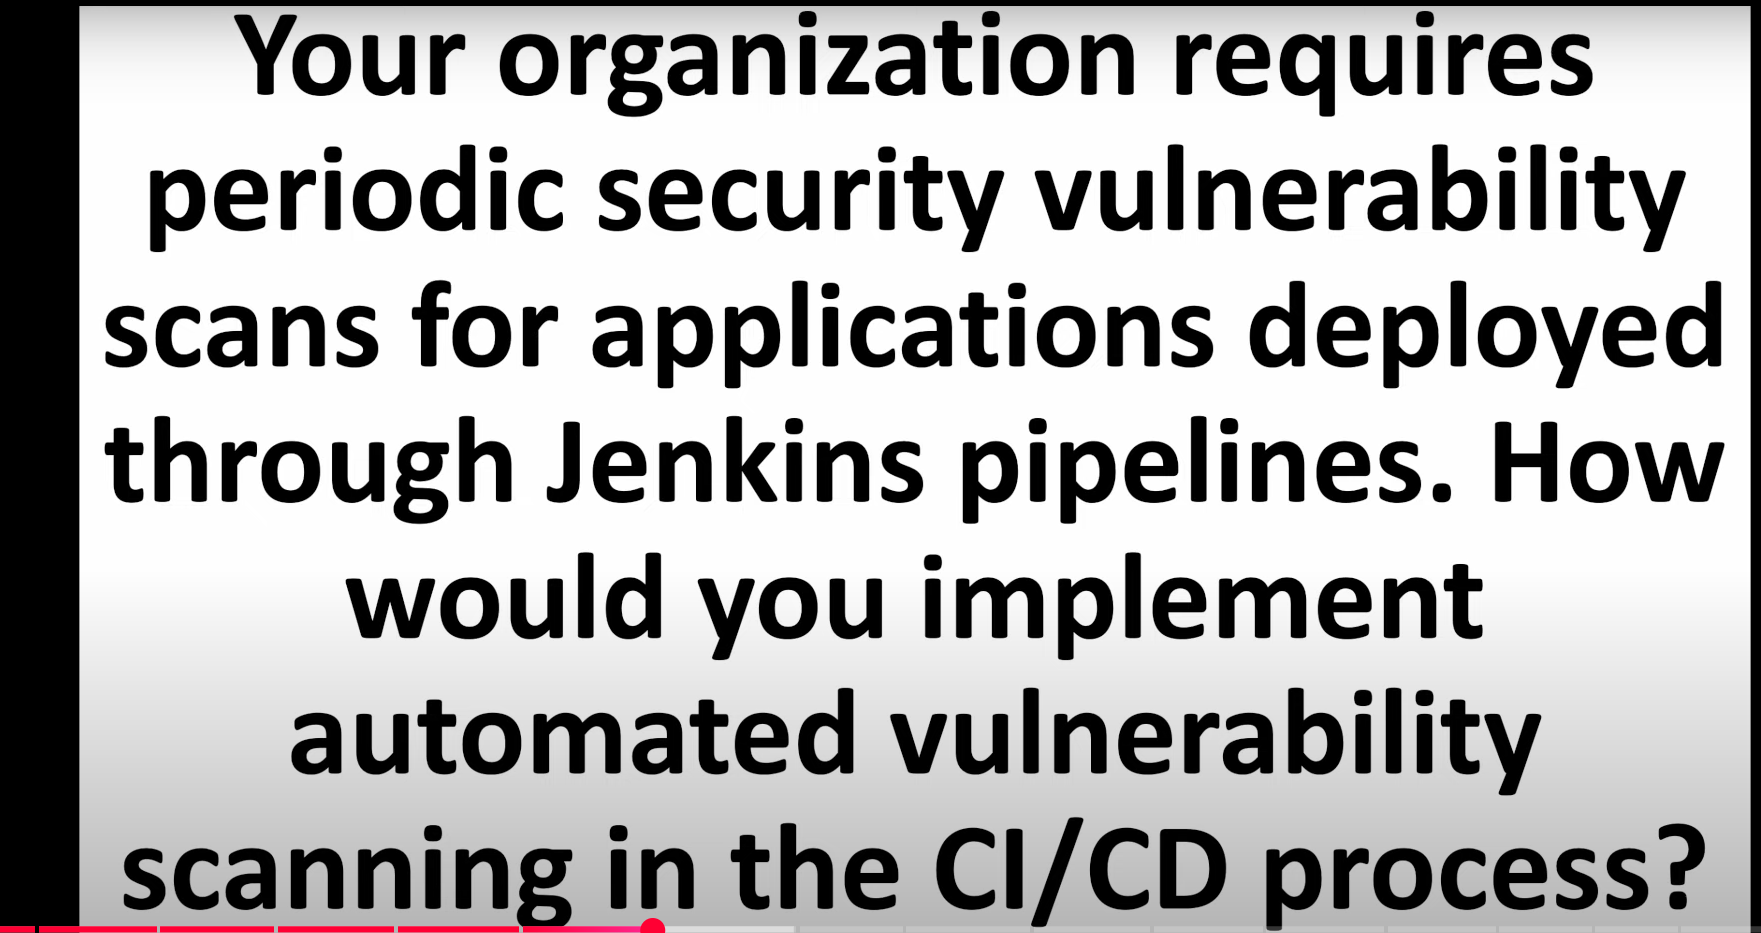 Your organization requires
periodic security vulnerability
scans for applications deployed
through Jenkins pipelines. How
would you implement
automated vulnerability
scanning in the CI/CD process?